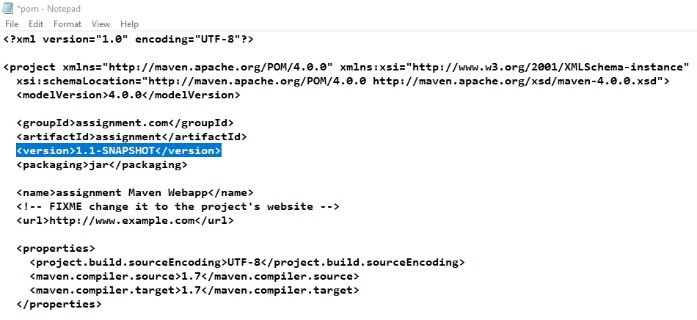 *pom - Notepad
File Edit Format View Help
<?xml version="1.0" encoding="UTF-8"?>
<project xmlns="http://maven.apache.org/POM/4.0.0" xmlns:xsi="http://www.w3.org/2001/XMLSchema-instance"
xsi:schemaLocation="http://maven.apache.org/POM/4.0.0 http://maven.apache.org/xsd/maven-4.0.0.xsd">
<modelVersion>4.0.0</modelVersion>
<groupId>assignment.com</groupId>
<artifactId>assignment</artifactId>
<version>1.1-SNAPSHOT</version>
<packaging>jar</packaging>
<name>assignment Maven Webapp</name>
<!-- FIXME change it to the project's website -->
<url>http://www.example.com</url>
<properties>
<project.build.sourceEncoding>UTF-8</project.build.sourceEncoding>
<maven.compiler.source>1.7</maven.compiler.source>
<maven.compiler.target>1.7</maven.compiler.target>
</properties>